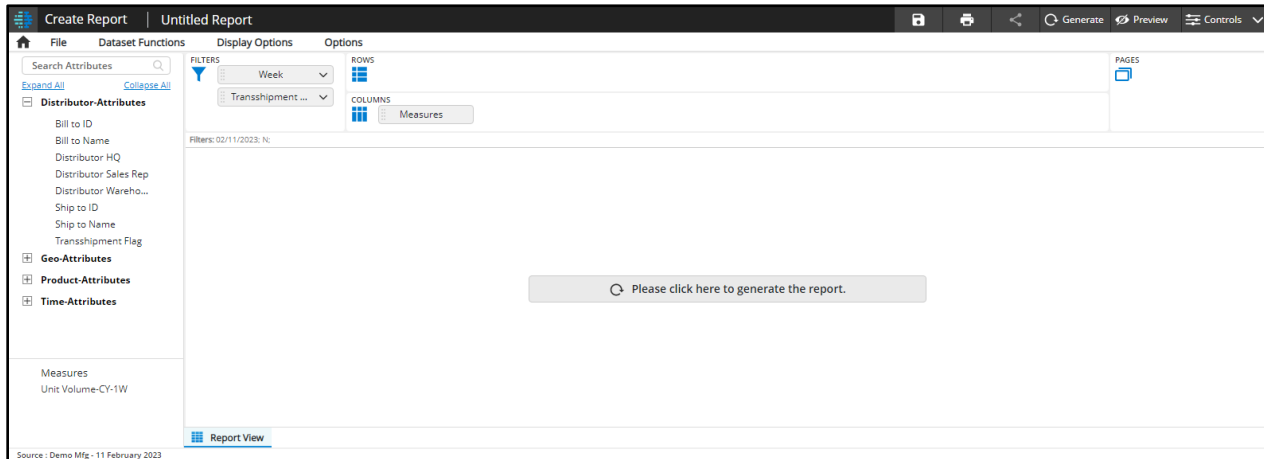 Create Report | Untitled Report
Generate Preview Controls
File Dataset Functions Display Options Options
Search Attributes
Expand All Collapse All
Distributor-Attributes
Bill to ID
Bill to Name
Distributor HQ
Distributor Sales Rep
Distributor Wareho...
Ship to ID
Ship to Name
Transshipment Flag
Geo-Attributes
Product-Attributes
Time-Attributes
Measures
Unit Volume-CY-1W
FILTERS
Week
Transshipment ...
ROWS
COLUMNS
Measures
PAGES
Filters: 02/11/2023; N;
Please click here to generate the report.
Report View
Source : Demo Mfg - 11 February 2023